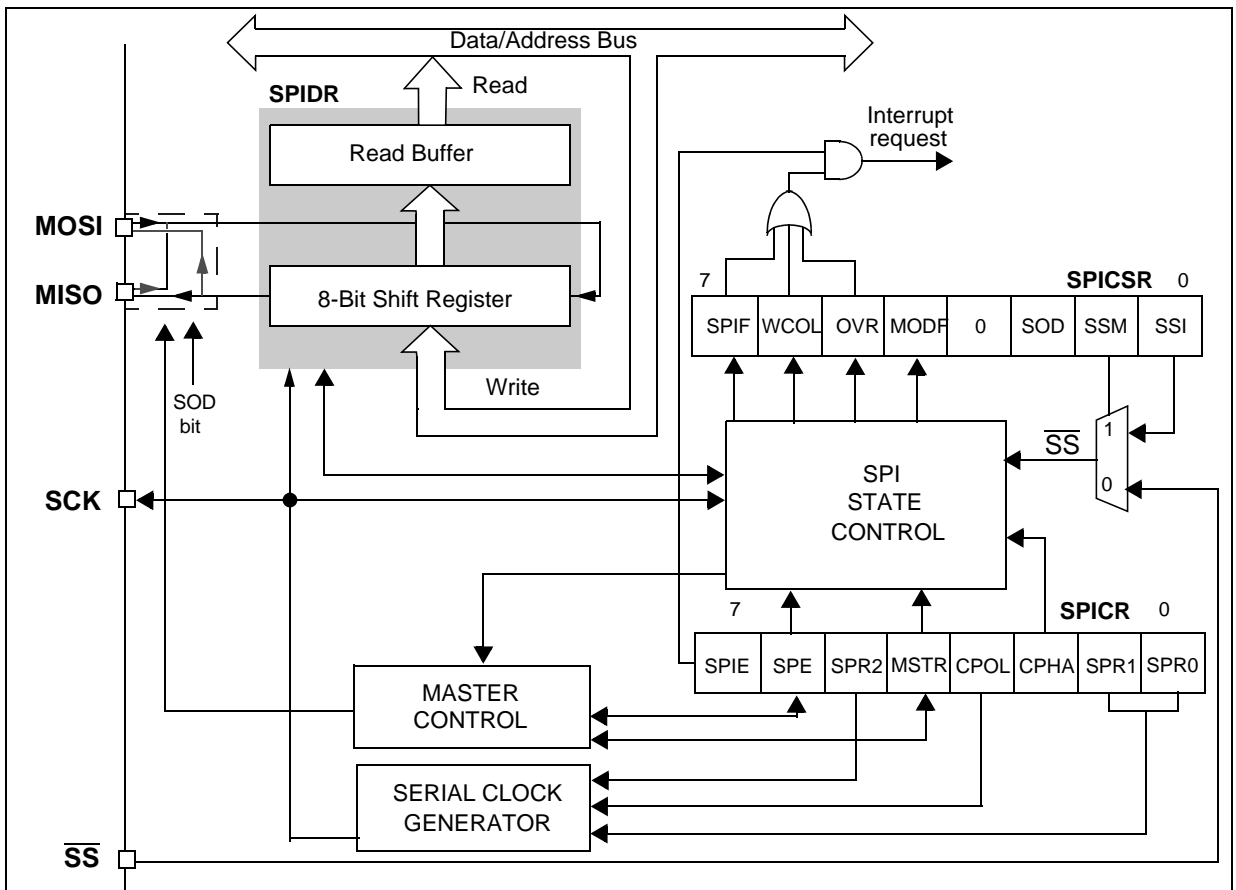 Data/Address Bus
Read
SPIDR
Read Buffer
Interrupt
request
MOSI
MISO
8-Bit Shift Register
7
SPICSR
0
SPIF
WCOL
OVR
MODF
0
SOD
SSM
SSI
Write
SOD
bit
1
SS
0
SCK
SPI
STATE
CONTROL
7
SPICR
0
SPIE
SPE
SPR2
MSTR
CPOL
CPHA
SPR1
SPR0
MASTER
CONTROL
SERIAL CLOCK
GENERATOR
SS